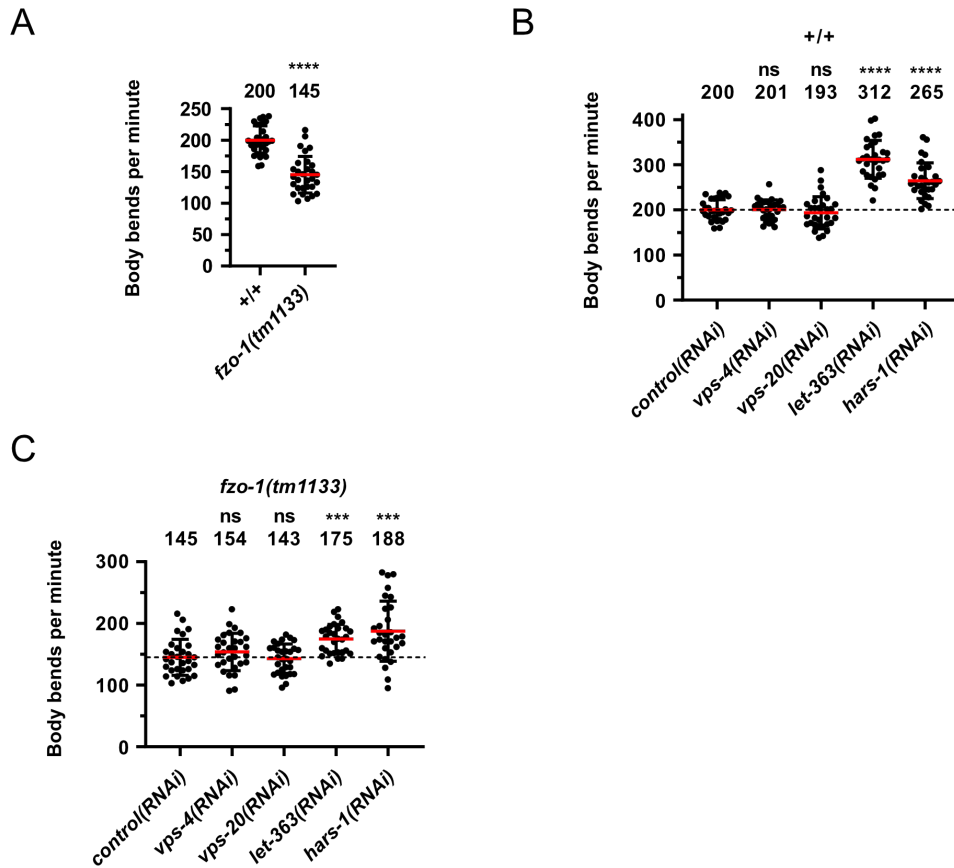 A
****
200 145
Body bends per minute
250
200
150
100
50
0
+/+
fzo-1(tm1133)
B
+/+
ns ns **** ****
200 201 193 312 265
Body bends per minute
400
300
200
100
0
control(RNAi)
vps-4(RNAi)
vps-20(RNAi)
let-363(RNAi)
hars-1(RNAi)
C
fzo-1(tm1133)
ns ns *** ***
145 154 143 175 188
Body bends per minute
300
200
100
0
control(RNAi)
vps-4(RNAi)
vps-20(RNAi)
let-363(RNAi)
hars-1(RNAi)